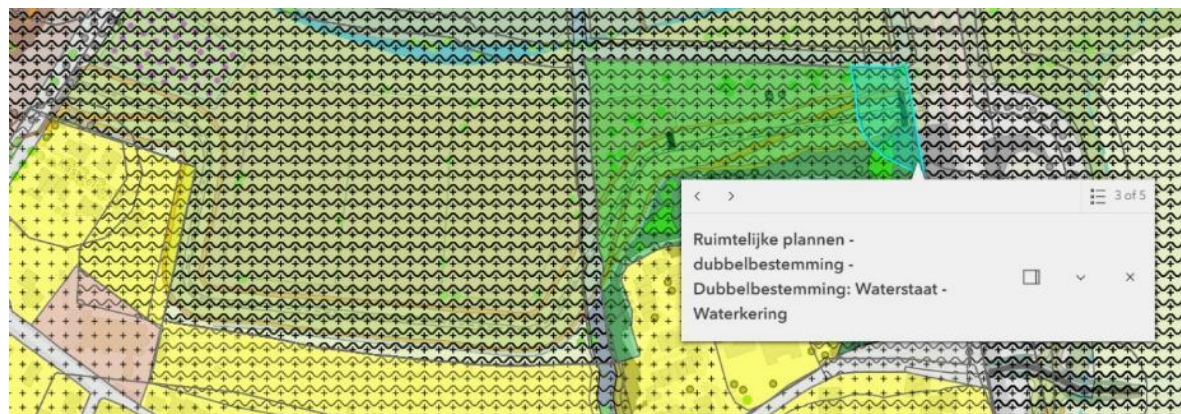 3 of 5
Ruimtelijke plannen -
dubbelbestemming -
Dubbelbestemming: Waterstaat -
Waterkering